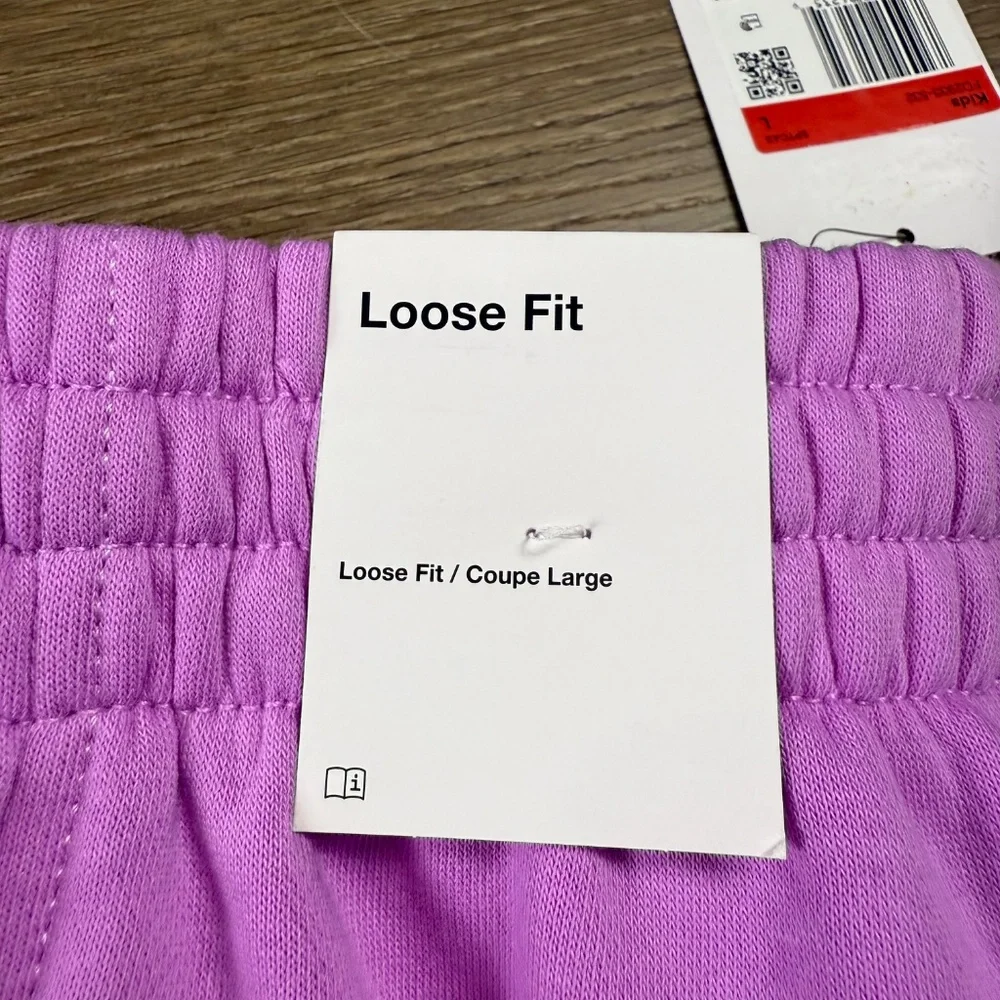 Loose Fit
Loose Fit / Coupe Large
i
Kids
L